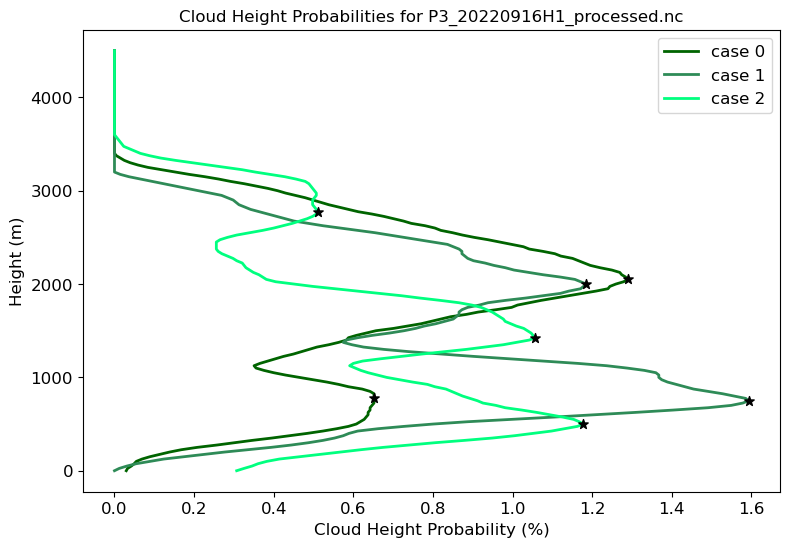 Cloud Height Probabilities for P3_20220916H1_processed.nc
case 0
case 1
case 2
4000
3000
2000
1000
0
Height (m)
0.0 0.2 0.4 0.6 0.8 1.0 1.2 1.4 1.6
Cloud Height Probability (%)